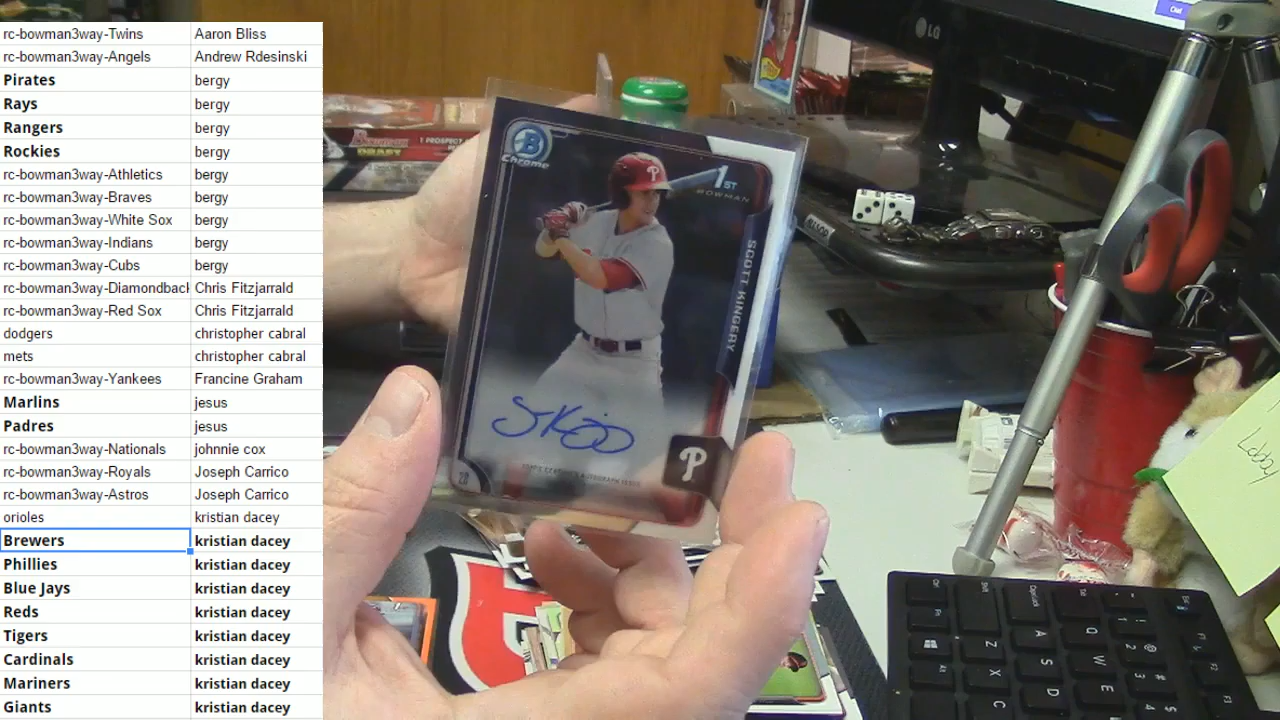 rc-bowman3way-Twins Aaron Bliss
rc-bowman3way-Angels Andrew Rdesinski
Pirates bergy
Rays bergy
Rangers bergy
Rockies bergy
rc-bowman3way-Athletics bergy
rc-bowman3way-Braves bergy
rc-bowman3way-White Sox bergy
rc-bowman3way-Indians bergy
rc-bowman3way-Cubs bergy
rc-bowman3way-Diamondback Chris Fitzjarrald
rc-bowman3way-Red Sox Chris Fitzjarrald
dodgers christopher cabral
mets christopher cabral
rc-bowman3way-Yankees Francine Graham
Marlins jesus
Padres jesus
rc-bowman3way-Nationals johnnie cox
rc-bowman3way-Royals Joseph Carrico
rc-bowman3way-Astros Joseph Carrico
orioles kristian dacey
Brewers kristian dacey
Phillies kristian dacey
Blue Jays kristian dacey
Reds kristian dacey
Tigers kristian dacey
Cardinals kristian dacey
Mariners kristian dacey
Giants kristian dacey
B
Chrome
P
1ST
BOWMAN
SCOTT KINGERY
P
LG
Chat
Bowman
DRAFT
1 PROSPECT
Alt
Z
X
A
S
D
Q
W
E